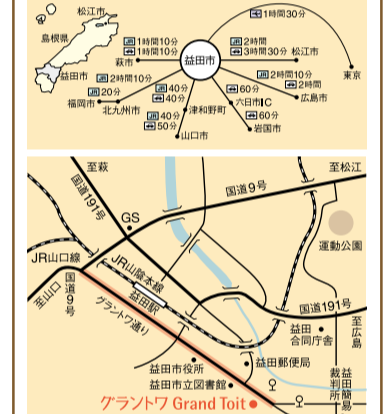 松江市
島根県
益田市
1時間30分
JR 1時間10分
1時間10分
萩市
益田市
JR 2時間
3時間30分
松江市
東京
JR 2時間10分
福岡市
JR 20分
北九州市
JR 40分
40分
津和野町
JR 40分
50分
山口市
60分
六日市IC
60分
岩国市
JR 2時間10分
2時間
広島市
至萩
国道191号
至松江
国道9号
GS
運動公園
JR山口線
JR山陰本線
益田駅
至山口
国道9号
グラントワ通り
国道191号
至広島
益田
合同庁舎
益田市役所
益田郵便局
益田市立図書館
益田簡易
裁判所
グラントワ Grand Toit